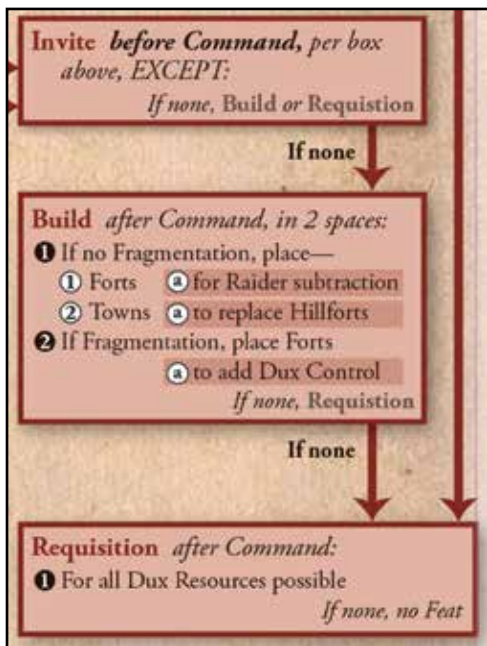 Invite before Command, per box
above, EXCEPT:
If none, Build or Requistion
If none
Build after Command, in 2 spaces:
❶ If no Fragmentation, place—
① Forts ⓐ for Raider subtraction
② Towns ⓐ to replace Hillforts
❷ If Fragmentation, place Forts
ⓐ to add Dux Control
If none, Requistion
If none
Requisition after Command:
❶ For all Dux Resources possible
If none, no Feat